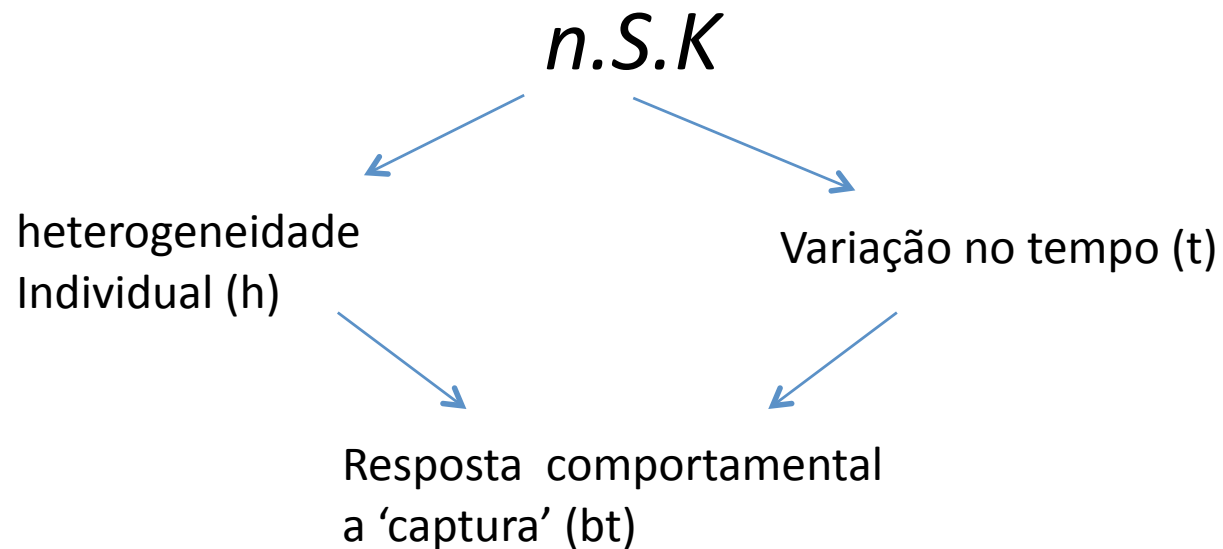 n.S.K
heterogeneidade
Individual (h)
Variação no tempo (t)
Resposta comportamental
a ‘captura’ (bt)